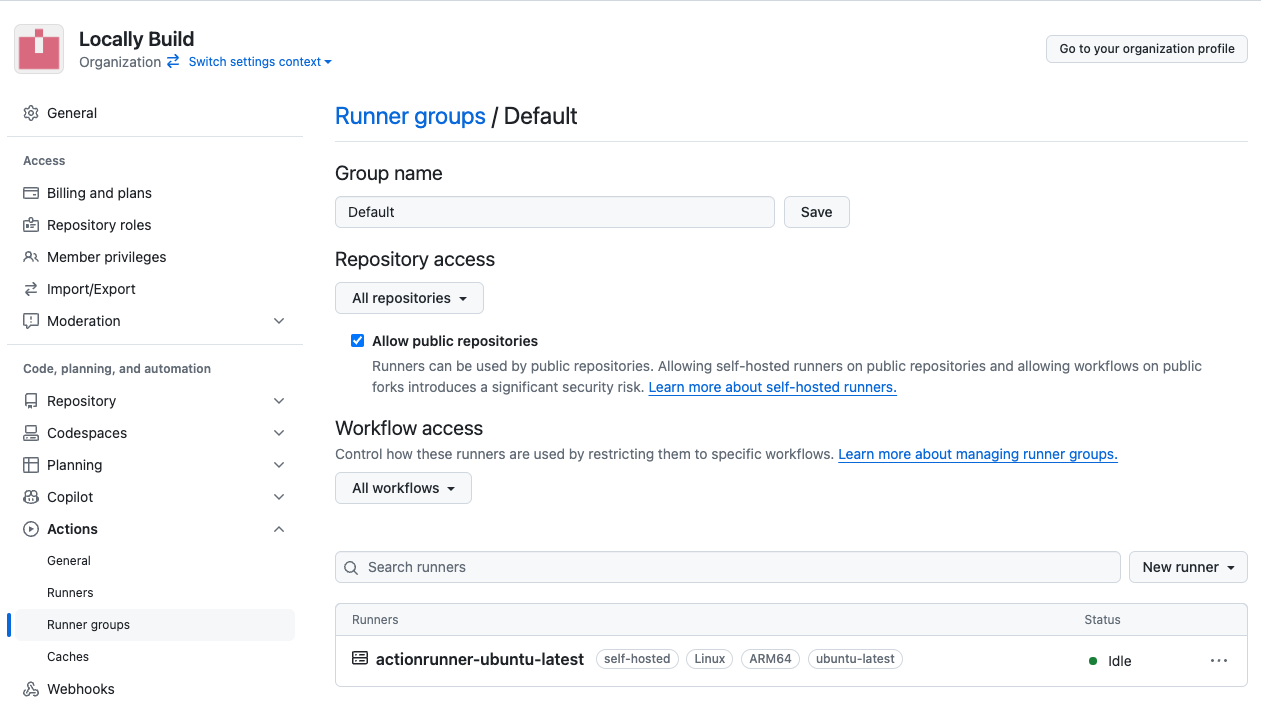 Locally Build
Organization Switch settings context
Go to your organization profile
General
Access
Billing and plans
Repository roles
Member privileges
Import/Export
Moderation
Code, planning, and automation
Repository
Codespaces
Planning
Copilot
Actions
General
Runners
Runner groups
Caches
Webhooks
Runner groups / Default
Group name
Default Save
Repository access
All repositories
Allow public repositories
Runners can be used by public repositories. Allowing self-hosted runners on public repositories and allowing workflows on public
forks introduces a significant security risk. Learn more about self-hosted runners.
Workflow access
Control how these runners are used by restricting them to specific workflows. Learn more about managing runner groups.
All workflows
Search runners New runner
Runners Status
actionrunner-ubuntu-latest self-hosted Linux ARM64 ubuntu-latest Idle